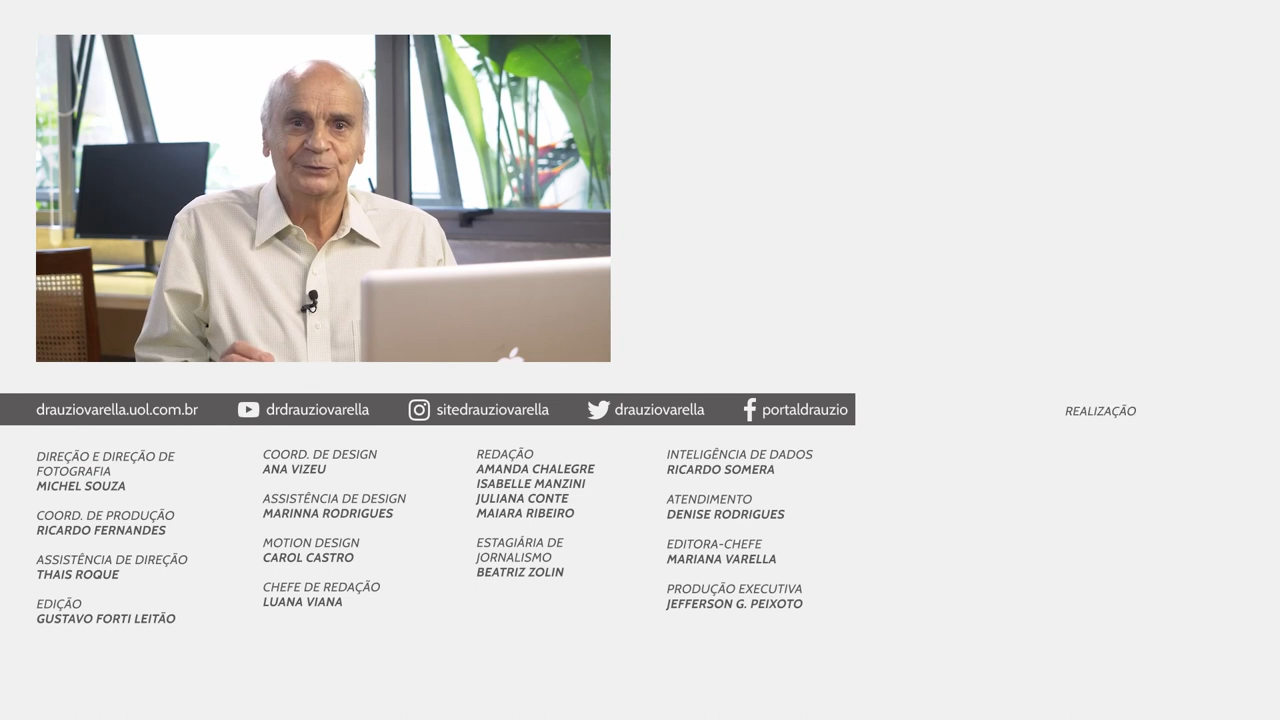 drauziovarella.uol.com.br
drdrauziovarella
sitedrauziovarella
drauziovarella
portaldrauzio
REALIZAÇÃO
DIREÇÃO E DIREÇÃO DE
FOTOGRAFIA
MICHEL SOUZA
COORD. DE PRODUÇÃO
RICARDO FERNANDES
ASSISTÊNCIA DE DIREÇÃO
THAIS ROQUE
EDIÇÃO
GUSTAVO FORTI LEITÃO
COORD. DE DESIGN
ANA VIZEU
ASSISTÊNCIA DE DESIGN
MARINNA RODRIGUES
MOTION DESIGN
CAROL CASTRO
CHEFE DE REDAÇÃO
LUANA VIANA
REDAÇÃO
AMANDA CHALEGRE
ISABELLE MANZINI
JULIANA CONTE
MAIARA RIBEIRO
ESTAGIÁRIA DE
JORNALISMO
BEATRIZ ZOLIN
INTELIGÊNCIA DE DADOS
RICARDO SOMERA
ATENDIMENTO
DENISE RODRIGUES
EDITORA-CHEFE
MARIANA VARELLA
PRODUÇÃO EXECUTIVA
JEFFERSON G. PEIXOTO